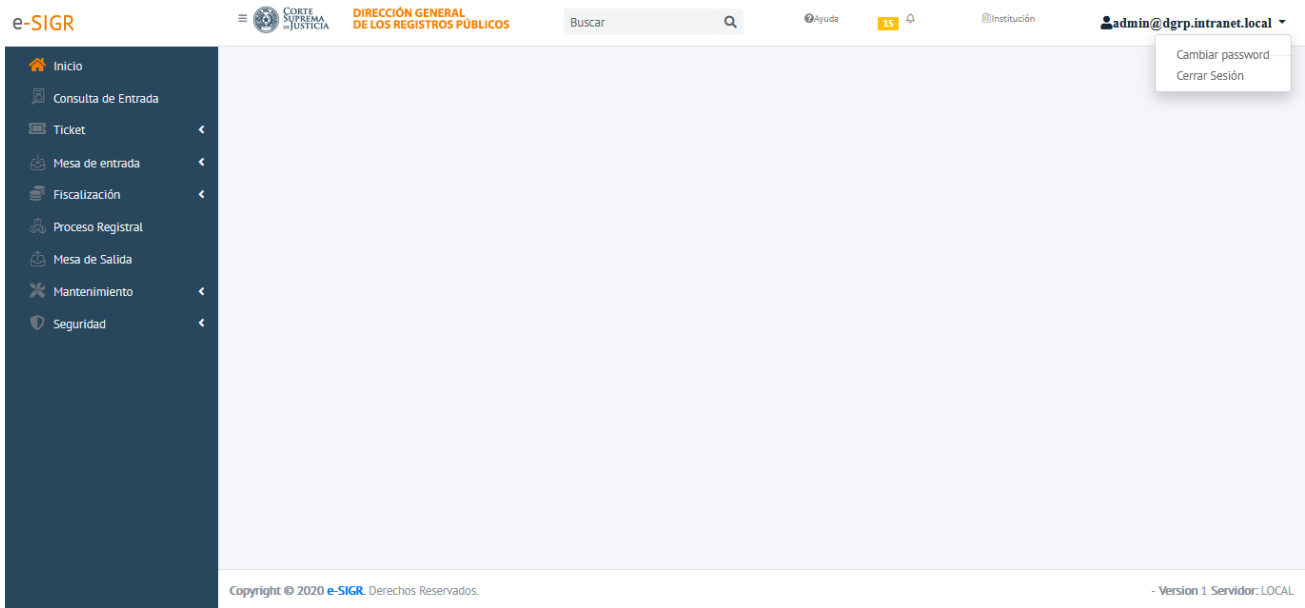 e-SIGR
CORTE SUPREMA DE JUSTICIA
DIRECCIÓN GENERAL
DE LOS REGISTROS PÚBLICOS
Buscar
Ayuda
15
Institución
admin@dgrp.intranet.local
Cambiar password
Cerrar Sesión
Inicio
Consulta de Entrada
Ticket
Mesa de entrada
Fiscalización
Proceso Registral
Mesa de Salida
Mantenimiento
Seguridad
Copyright © 2020 e-SIGR. Derechos Reservados.
- Version 1 Servidor: LOCAL